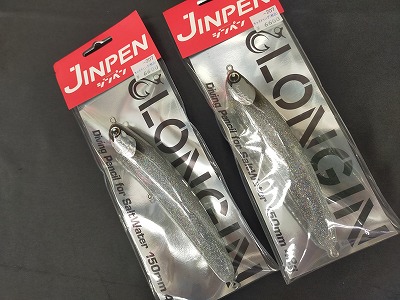 JINPEN
ジンペン
LONGIN
Diving Pencil for Salt Water 150mm
JINPEN
ジンペン
LONGIN
Diving Pencil for Salt Water 150mm